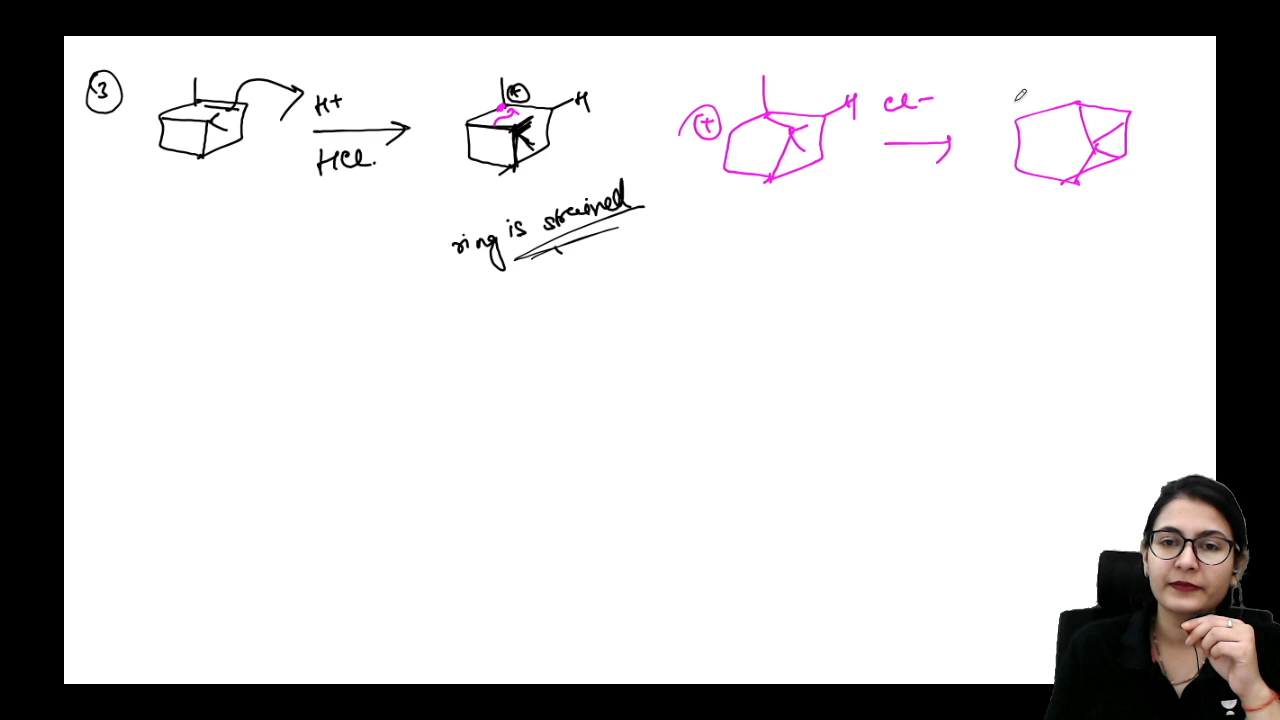 3
H+
HCl.
+
H
ring is strained
+
H
Cl-